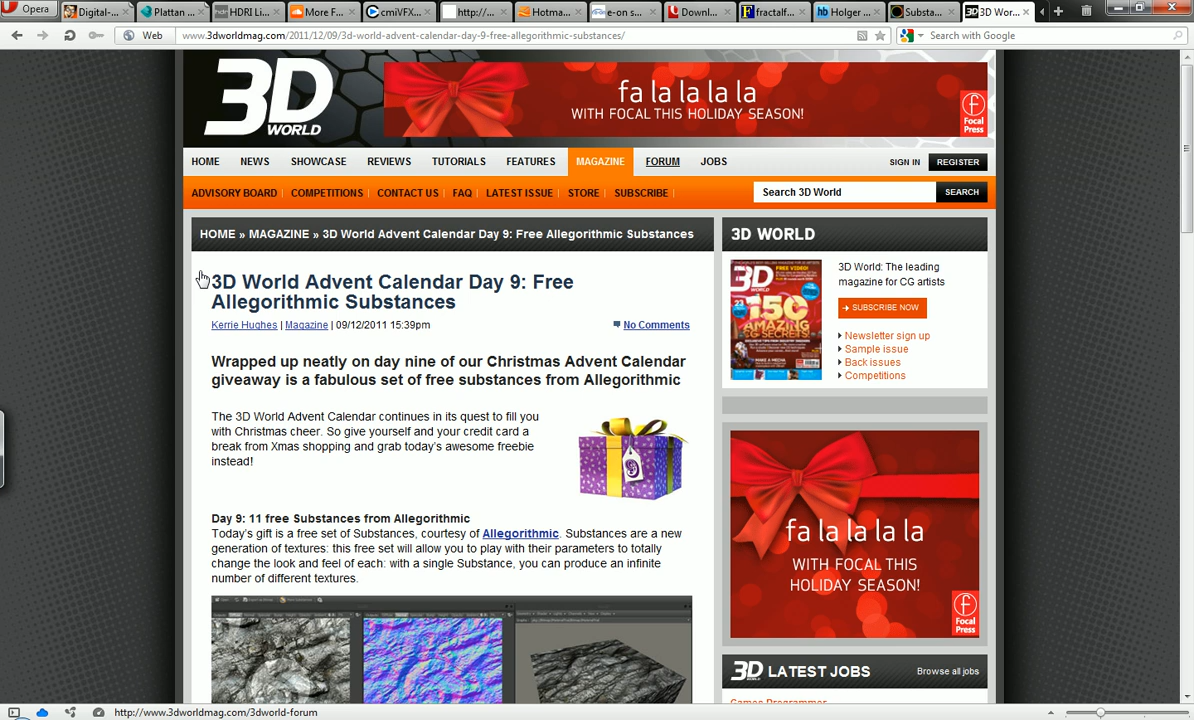 Opera
Digital-...
Plattan ...
HDRI Li...
More F...
cmiVFX...
http://...
Hotma...
e-on s...
Downl...
fractalf...
Holger ...
Substa...
3D Wor...
Web
www.3dworldmag.com/2011/12/09/3d-world-advent-calendar-day-9-free-allegorithmic-substances/
Search with Google
3D
WORLD
fa la la la la
WITH FOCAL THIS HOLIDAY SEASON!
Focal
Press
HOME NEWS SHOWCASE REVIEWS TUTORIALS FEATURES MAGAZINE FORUM JOBS
SIGN IN REGISTER
ADVISORY BOARD COMPETITIONS CONTACT US FAQ LATEST ISSUE STORE SUBSCRIBE
Search 3D World SEARCH
HOME » MAGAZINE » 3D World Advent Calendar Day 9: Free Allegorithmic Substances
3D World Advent Calendar Day 9: Free
Allegorithmic Substances
Kerrie Hughes | Magazine | 09/12/2011 15:39pm
No Comments
Wrapped up neatly on day nine of our Christmas Advent Calendar
giveaway is a fabulous set of free substances from Allegorithmic
The 3D World Advent Calendar continues in its quest to fill you
with Christmas cheer. So give yourself and your credit card a
break from Xmas shopping and grab today's awesome freebie
instead!
Day 9: 11 free Substances from Allegorithmic
Today's gift is a free set of Substances, courtesy of Allegorithmic. Substances are a new
generation of textures: this free set will allow you to play with their parameters to totally
change the look and feel of each: with a single Substance, you can produce an infinite
number of different textures.
3D WORLD
3D
WORLD
FREE VIDEO!
150
AMAZING
CG SECRETS!
3D World: The leading
magazine for CG artists
SUBSCRIBE NOW
Newsletter sign up
Sample issue
Back issues
Competitions
fa la la la la
WITH FOCAL THIS
HOLIDAY SEASON!
Focal
Press
3D
WORLD
LATEST JOBS
Browse all jobs
Games Programmer
http://www.3dworldmag.com/3dworld-forum